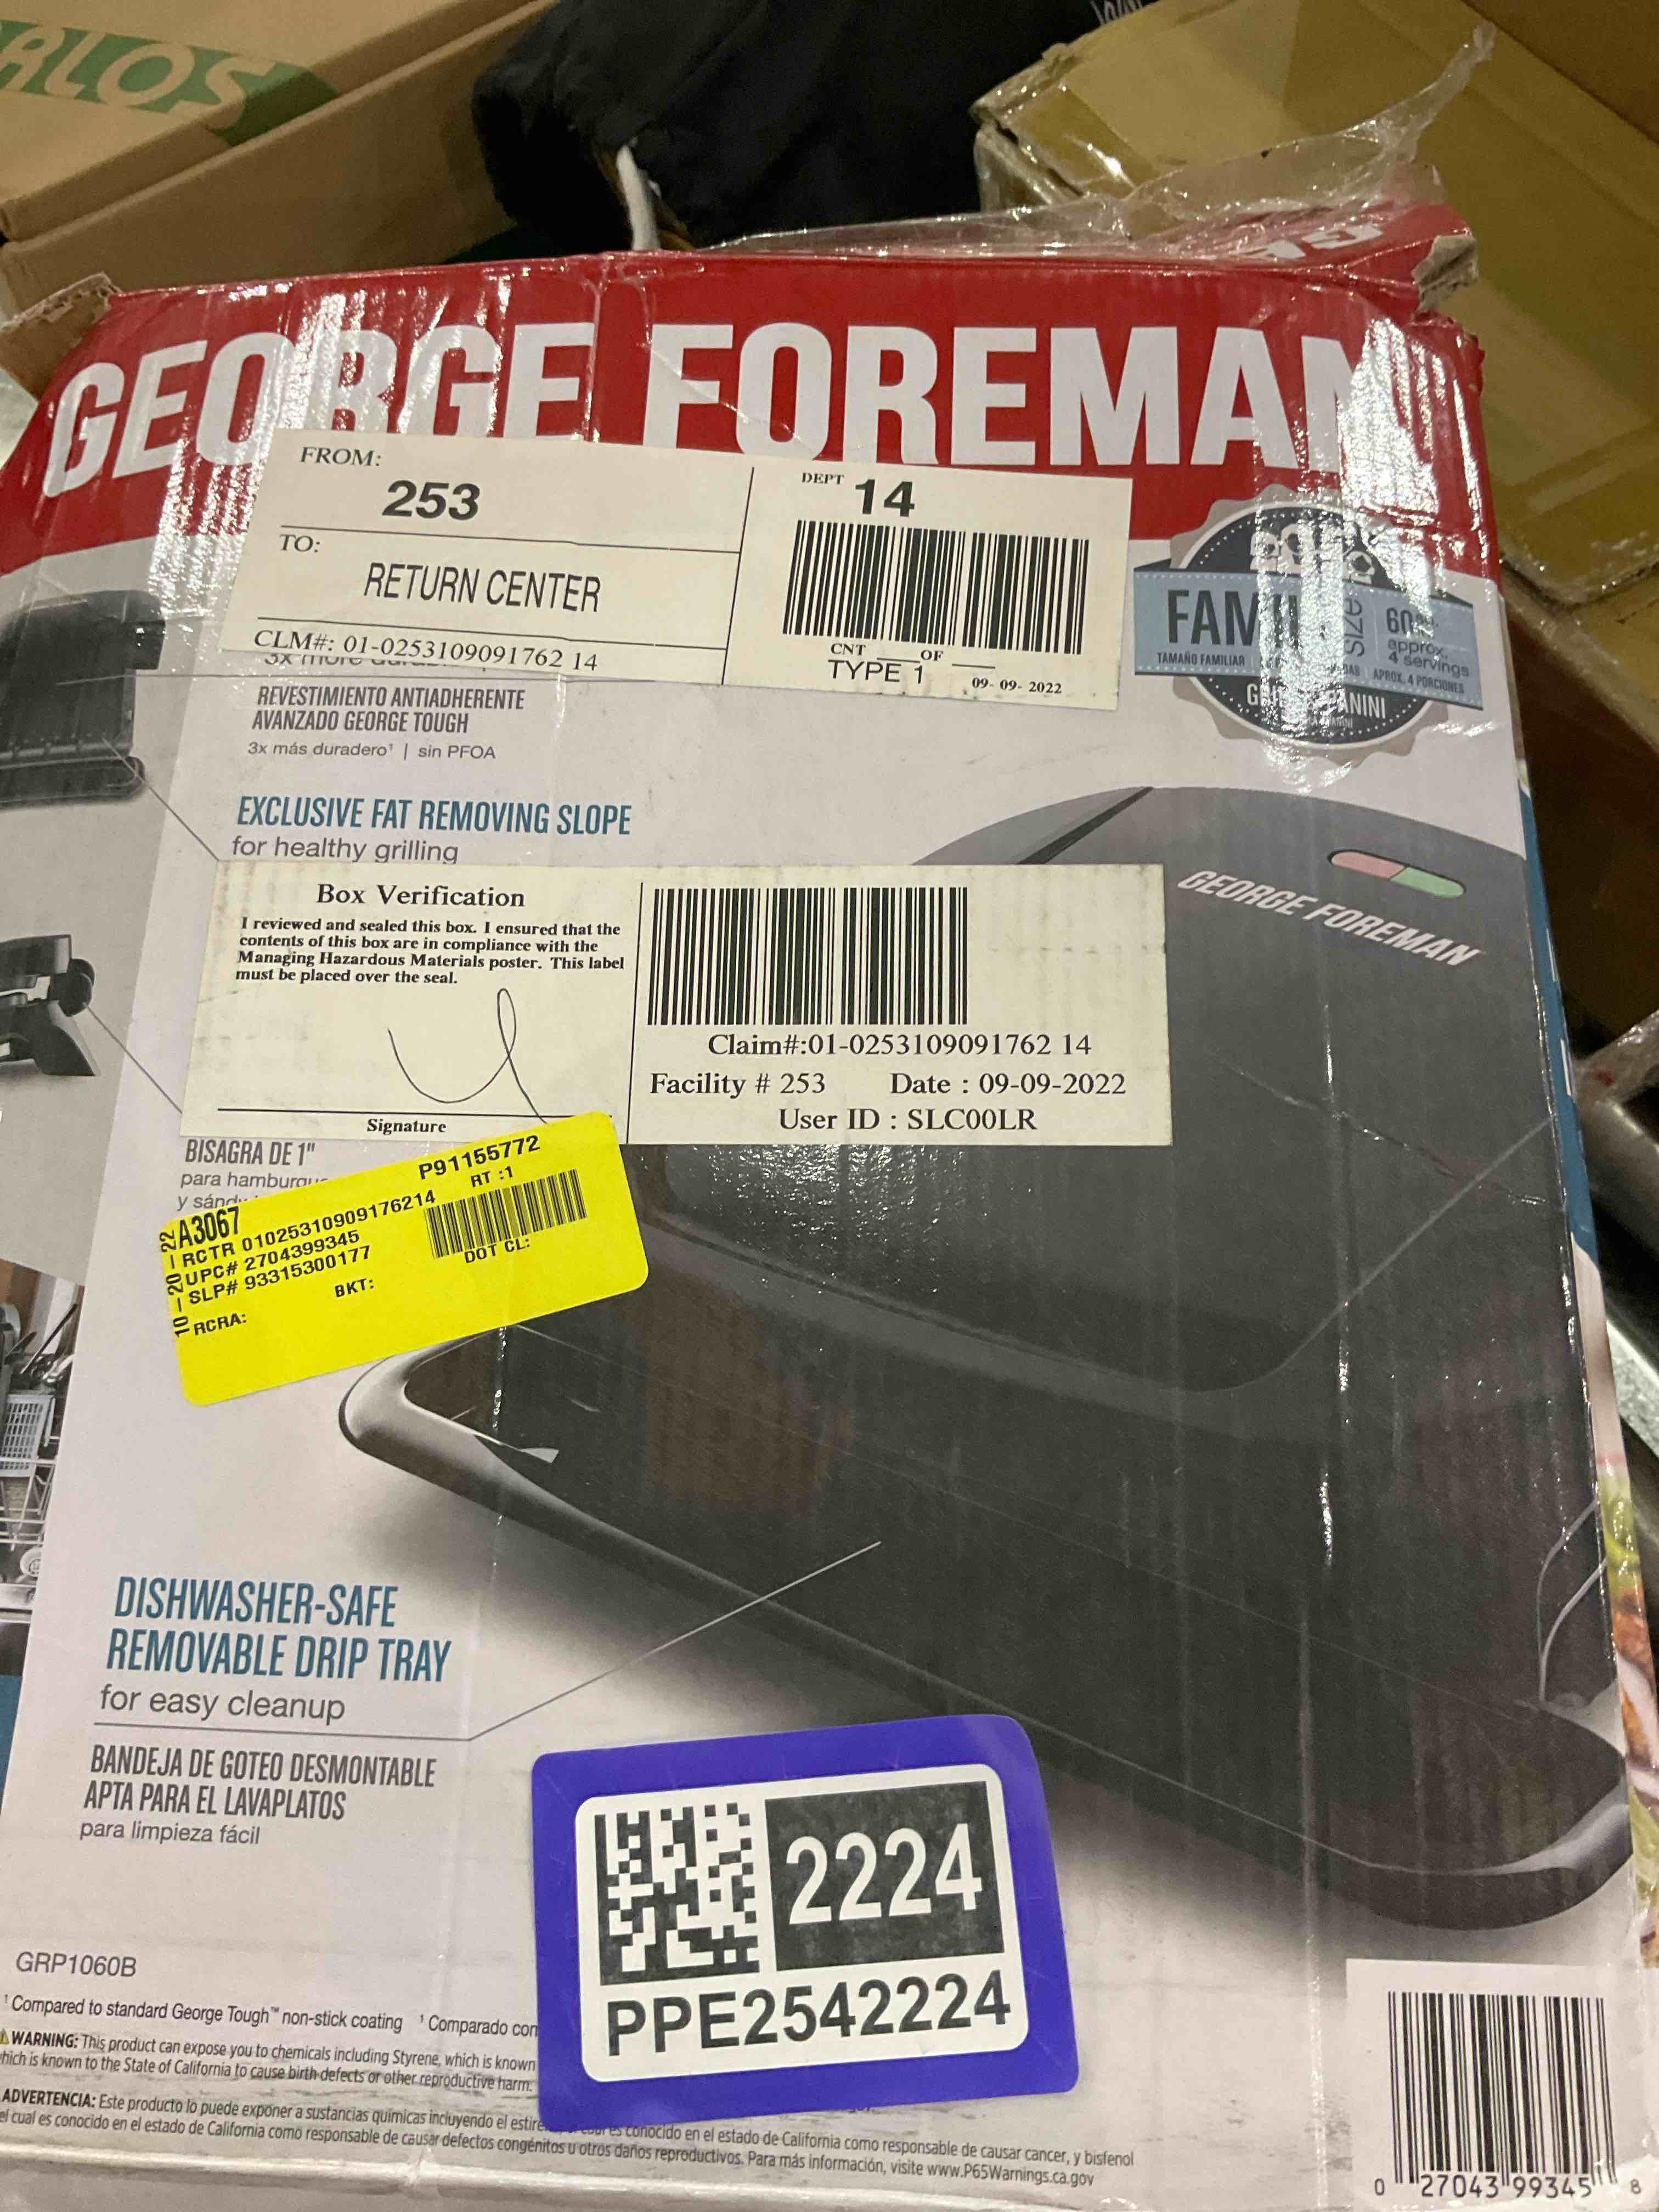 RLOS
GEORGE FOREMAN
FROM:
253
TO:
RETURN CENTER
CLM#: 01-0253109091762 14
DEPT 14
CNT OF
TYPE 1
09-09-2022
FAMI SIZE
60
approx.
4 servings
TAMAÑO FAMILIAR
APROX. 4 PORCIONES
REVESTIMIENTO ANTIADHERENTE
AVANZADO GEORGE TOUGH
3x más duradero¹ | sin PFOA
EXCLUSIVE FAT REMOVING SLOPE
for healthy grilling
GEORGE FOREMAN
Box Verification
I reviewed and sealed this box. I ensured that the
contents of this box are in compliance with the
Managing Hazardous Materials poster. This label
must be placed over the seal.
Signature
Claim#:01-0253109091762 14
Facility # 253 Date : 09-09-2022
User ID : SLC00LR
BISAGRA DE 1"
para hamburgu
y sánd
P91155772
RT :1
A3067
RCTR 01025310909176214
UPC# 2704399345
SLP# 93315300177
DOT CL:
BKT:
RCRA:
10 | 20 | 22
DISHWASHER-SAFE
REMOVABLE DRIP TRAY
for easy cleanup
BANDEJA DE GOTEO DESMONTABLE
APTA PARA EL LAVAPLATOS
para limpieza fácil
2224
PPE2542224
GRP1060B
¹ Compared to standard George Tough™ non-stick coating ¹ Comparado con
WARNING: This product can expose you to chemicals including Styrene, which is known
which is known to the State of California to cause birth defects or other reproductive harm.
ADVERTENCIA: Este producto lo puede exponer a sustancias químicas incluyendo el estire es conocido en el estado de California como responsable de causar cancer, y bisfenol
el cual es conocido en el estado de California como responsable de causar defectos congénitos u otros daños reproductivos. Para más información, visite www.P65Warnings.ca.gov
0 27043 99345 8